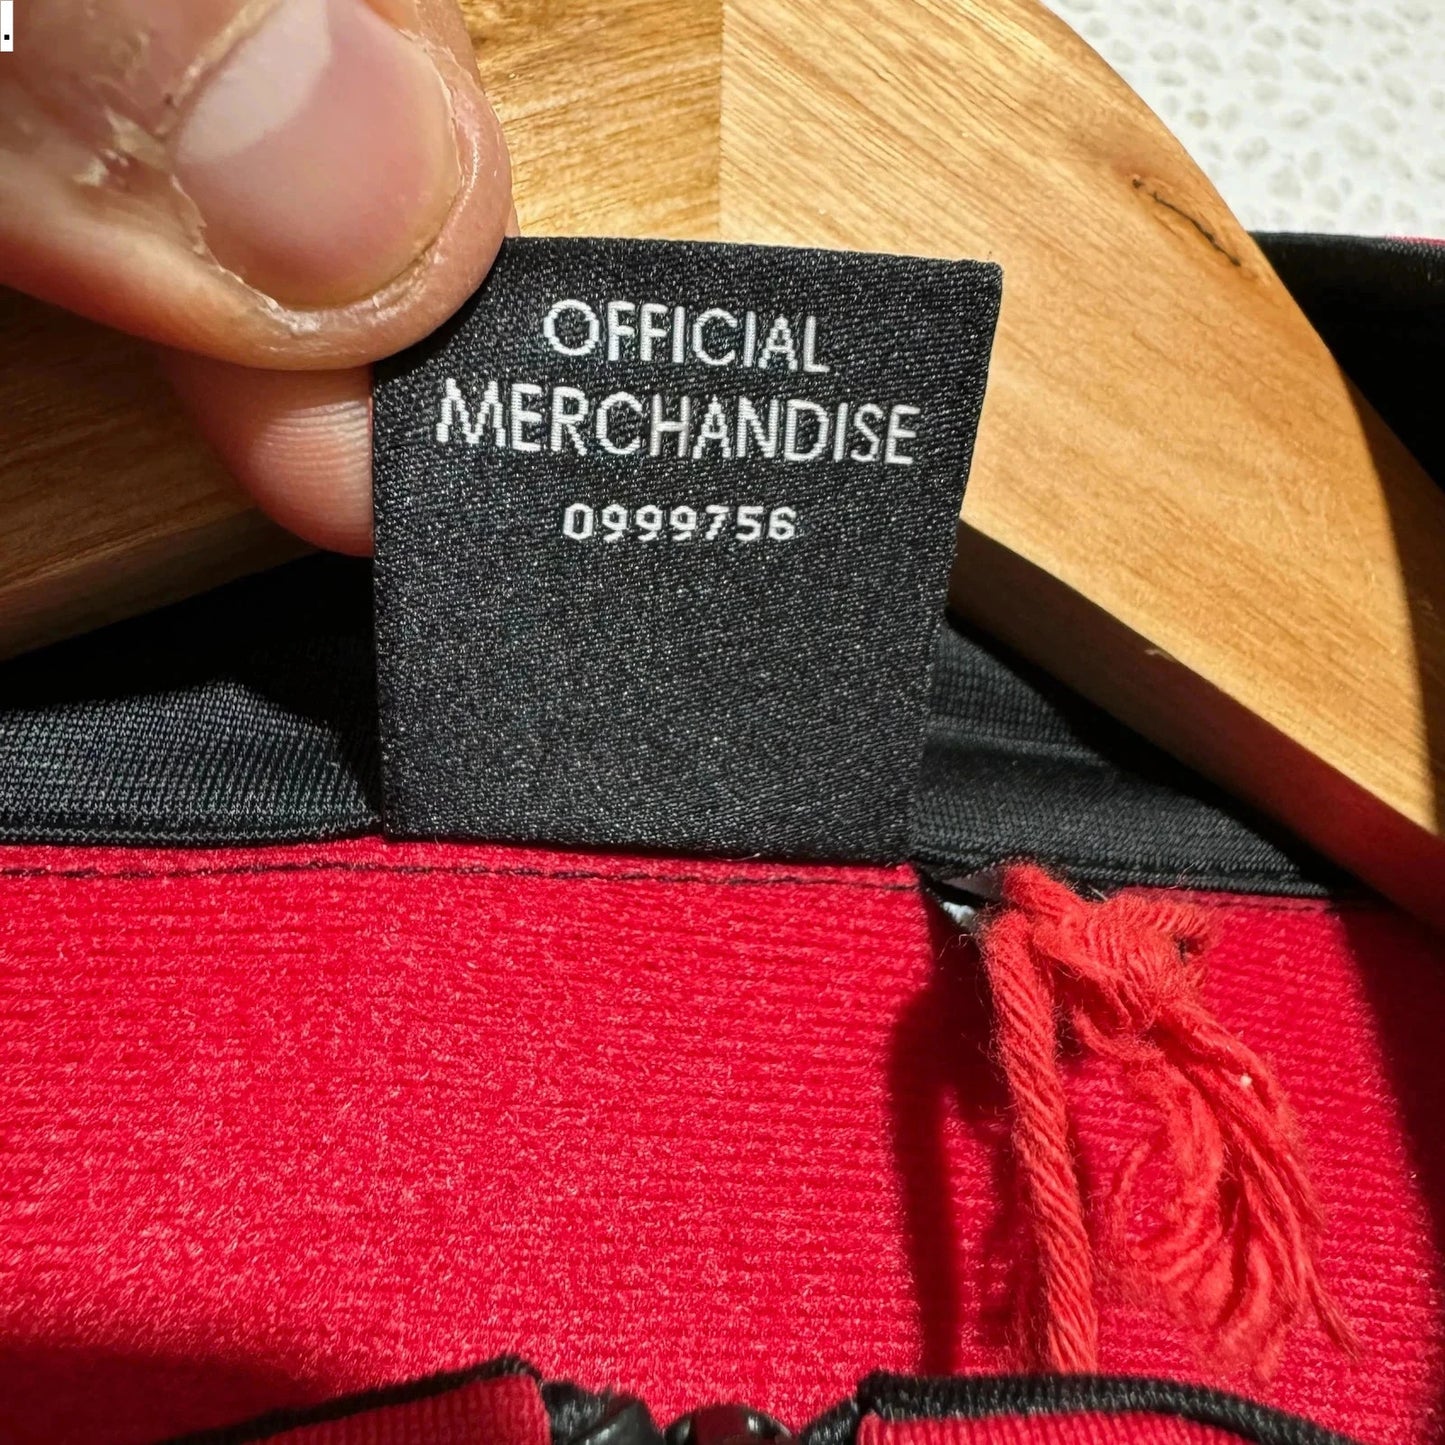 .
OFFICIAL
MERCHANDISE
0999756